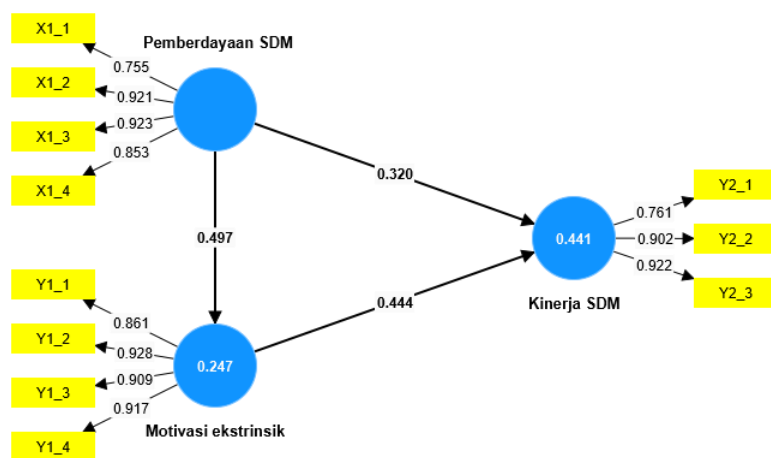 X1_1
Pemberdayaan SDM
0.755
X1_2
0.921
X1_3
0.923
X1_4
0.853
0.320
Y2_1
0.761
0.497
0.441
0.902
Y2_2
0.922
Y2_3
Kinerja SDM
Y1_1
0.444
0.861
Y1_2
0.928
0.247
Y1_3
0.909
0.917
Y1_4
Motivasi ekstrinsik